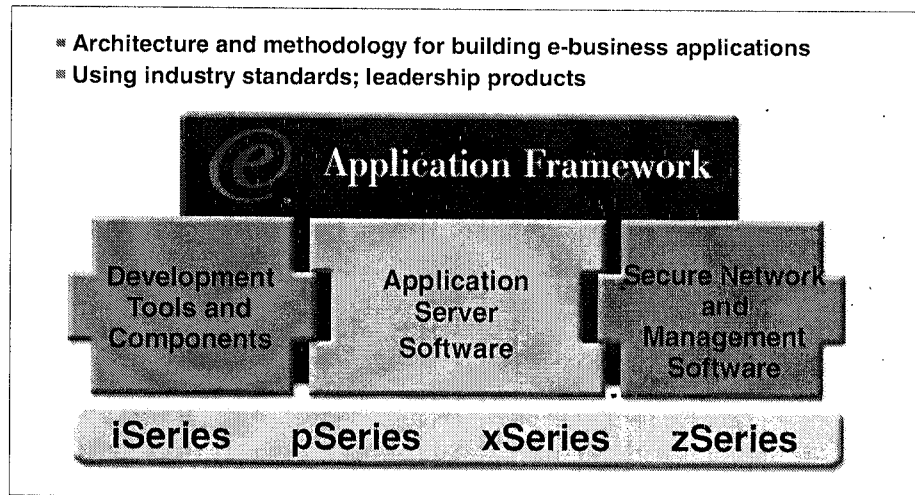 Architecture and methodology for building e-business applications
Using industry standards; leadership products
e Application Framework
Development
Tools and
Components
Application
Server
Software
Secure Network
and
Management
Software
iSeries pSeries xSeries zSeries